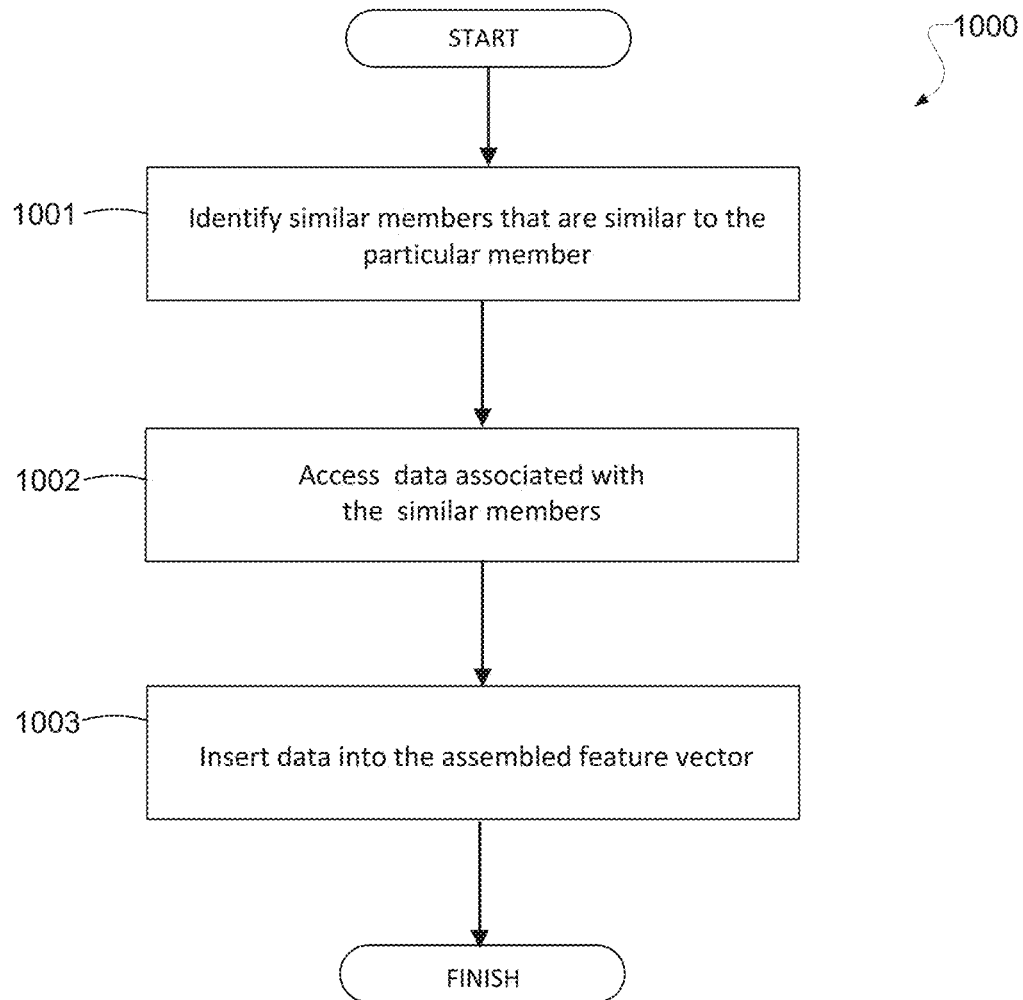 START
1000
1001
Identify similar members that are similar to the
particular member
1002
Access data associated with
the similar members
1003
Insert data into the assembled feature vector
FINISH